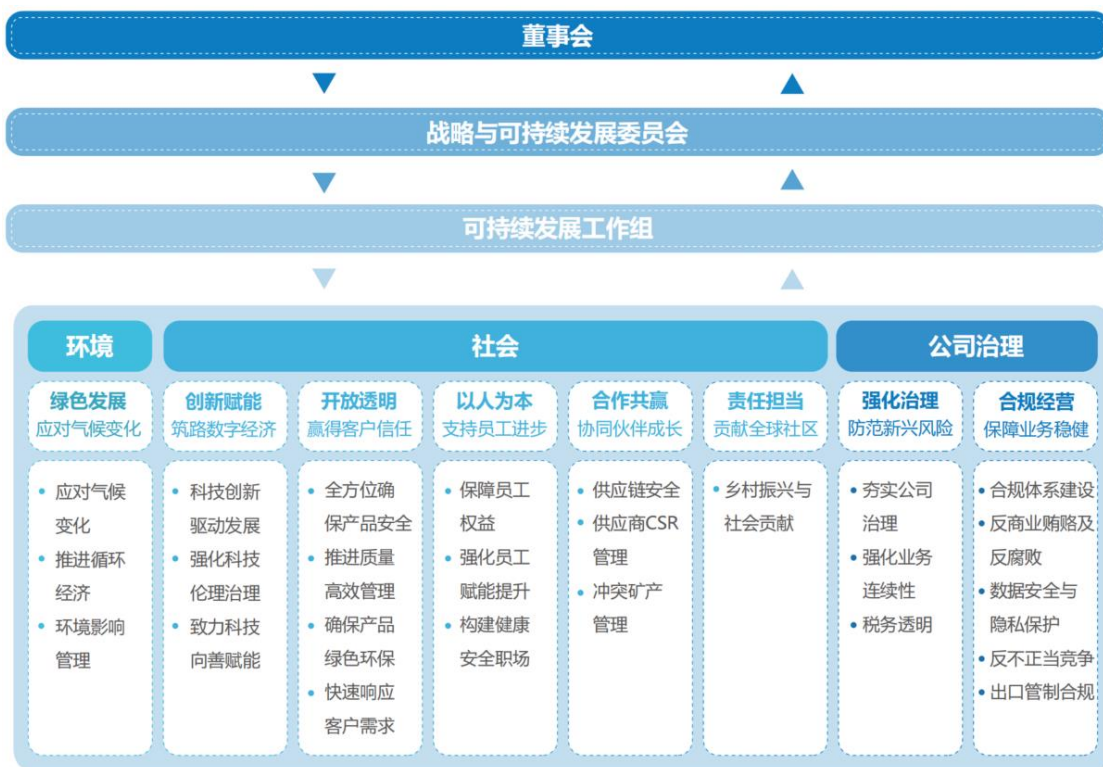 董事会
战略与可持续发展委员会
可持续发展工作组
环境
社会
公司治理
绿色发展
应对气候变化
创新赋能
筑路数字经济
开放透明
赢得客户信任
以人为本
支持员工进步
合作共赢
协同伙伴成长
责任担当
贡献全球社区
强化治理
防范新兴风险
合规经营
保障业务稳健
• 应对气候
变化
• 推进循环
经济
• 环境影响
管理
• 科技创新
驱动发展
• 强化科技
伦理治理
• 致力科技
向善赋能
• 全方位确
保产品安全
• 推进质量
高效管理
• 确保产品
绿色环保
• 快速响应
客户需求
• 保障员工
权益
• 强化员工
赋能提升
• 构建健康
安全职场
• 供应链安全
• 供应商CSR
管理
• 冲突矿产
管理
• 乡村振兴与
社会贡献
• 夯实公司
治理
• 强化业务
连续性
• 税务透明
• 合规体系建设
• 反商业贿赂及
反腐败
• 数据安全与
隐私保护
• 反不正当竞争
• 出口管制合规